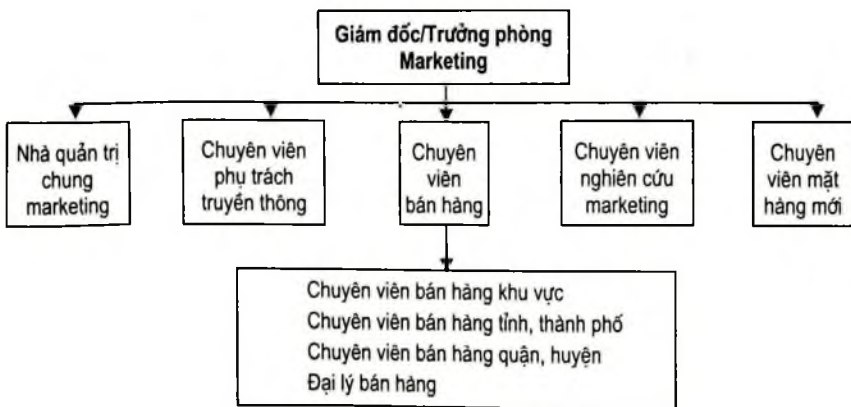 Giám đốc/Trưởng phòng
Marketing
Nhà quản trị
chung
marketing
Chuyên viên
phụ trách
truyền thông
Chuyên
viên
bán hàng
Chuyên viên
nghiên cứu
marketing
Chuyên
viên mặt
hàng mới
Chuyên viên bán hàng khu vực
Chuyên viên bán hàng tỉnh, thành phố
Chuyên viên bán hàng quận, huyện
Đại lý bán hàng